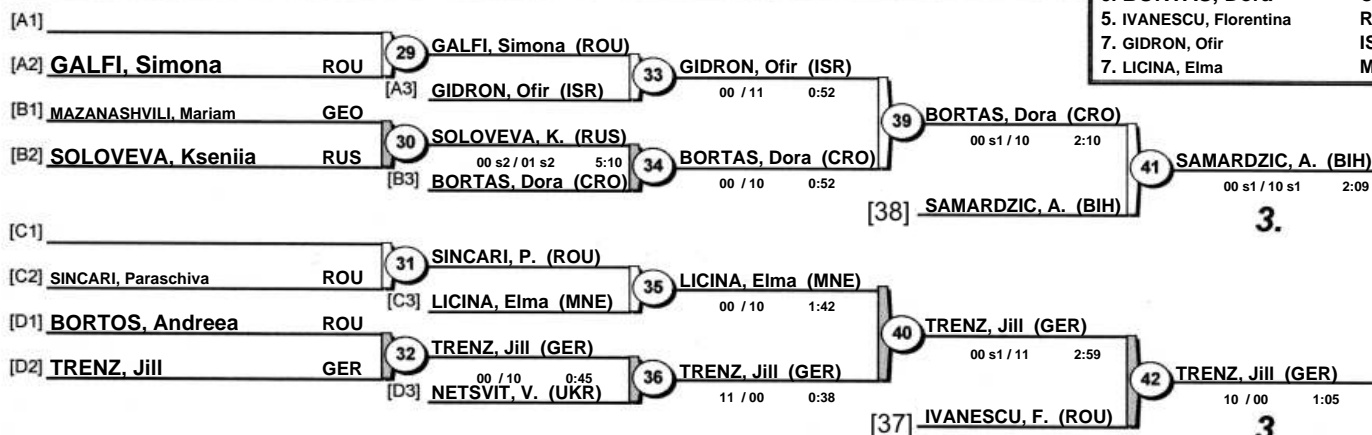 5. IVANESCU, Florentina
7. GIDRON, Ofir
7. LICINA, Elma
[A1]
[A2] GALFI, Simona ROU
29
GALFI, Simona (ROU)
[A3] GIDRON, Ofir (ISR)
33
GIDRON, Ofir (ISR)
00 / 11 0:52
[B1] MAZANASHVILI, Mariam GEO
[B2] SOLOVEVA, Kseniia RUS
30
SOLOVEVA, K. (RUS)
00 s2 / 01 s2 5:10
[B3] BORTAS, Dora (CRO)
34
BORTAS, Dora (CRO)
00 / 10 0:52
39
BORTAS, Dora (CRO)
00 s1 / 10 2:10
[38] SAMARDZIC, A. (BIH)
41
SAMARDZIC, A. (BIH)
00 s1 / 10 s1 2:09
3.
[C1]
[C2] SINCARI, Paraschiva ROU
31
SINCARI, P. (ROU)
[C3] LICINA, Elma (MNE)
35
LICINA, Elma (MNE)
00 / 10 1:42
[D1] BORTOS, Andreea ROU
[D2] TRENZ, Jill GER
32
TRENZ, Jill (GER)
00 / 10 0:45
[D3] NETSVIT, V. (UKR)
36
TRENZ, Jill (GER)
11 / 00 0:38
40
TRENZ, Jill (GER)
00 s1 / 11 2:59
[37] IVANESCU, F. (ROU)
42
TRENZ, Jill (GER)
10 / 00 1:05
3